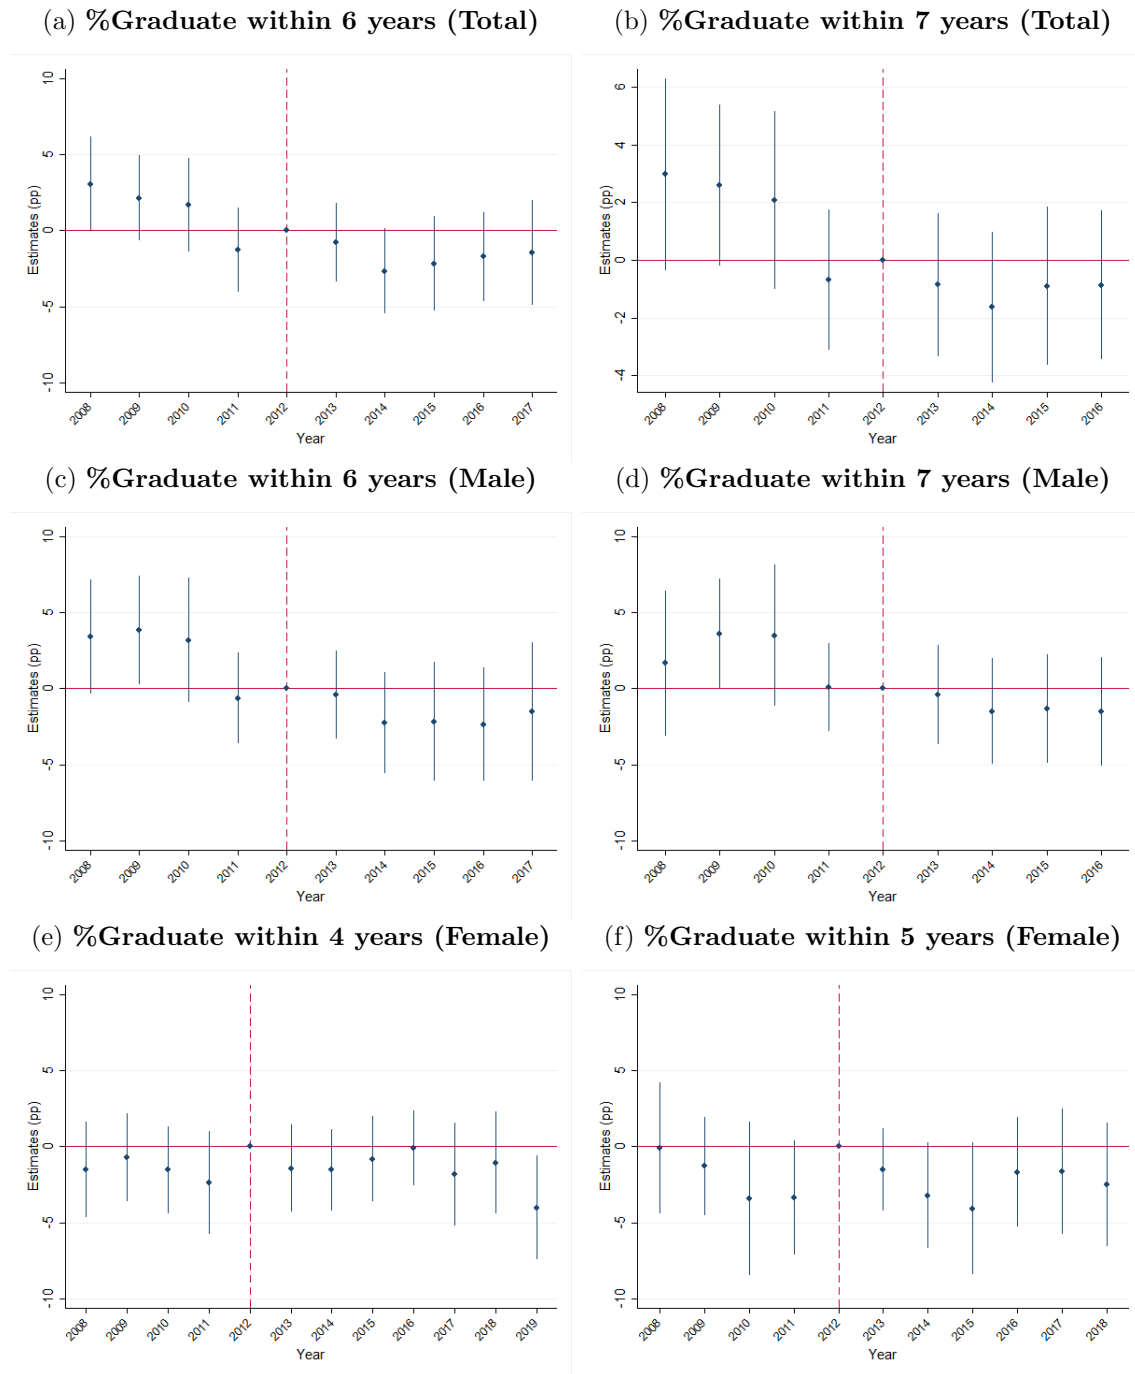 (a) %Graduate within 6 years (Total)
10
5
0
-5
-10
Estimates (pp)
2008 2009 2010 2011 2012 2013 2014 2015 2016 2017
Year
(b) %Graduate within 7 years (Total)
6
4
2
0
-2
-4
Estimates (pp)
2008 2009 2010 2011 2012 2013 2014 2015 2016
Year
(c) %Graduate within 6 years (Male)
10
5
0
-5
-10
Estimates (pp)
2008 2009 2010 2011 2012 2013 2014 2015 2016 2017
Year
(d) %Graduate within 7 years (Male)
10
5
0
-5
-10
Estimates (pp)
2008 2009 2010 2011 2012 2013 2014 2015 2016
Year
(e) %Graduate within 4 years (Female)
10
5
0
-5
-10
Estimates (pp)
2008 2009 2010 2011 2012 2013 2014 2015 2016 2017 2018 2019
Year
(f) %Graduate within 5 years (Female)
10
5
0
-5
-10
Estimates (pp)
2008 2009 2010 2011 2012 2013 2014 2015 2016 2017 2018
Year